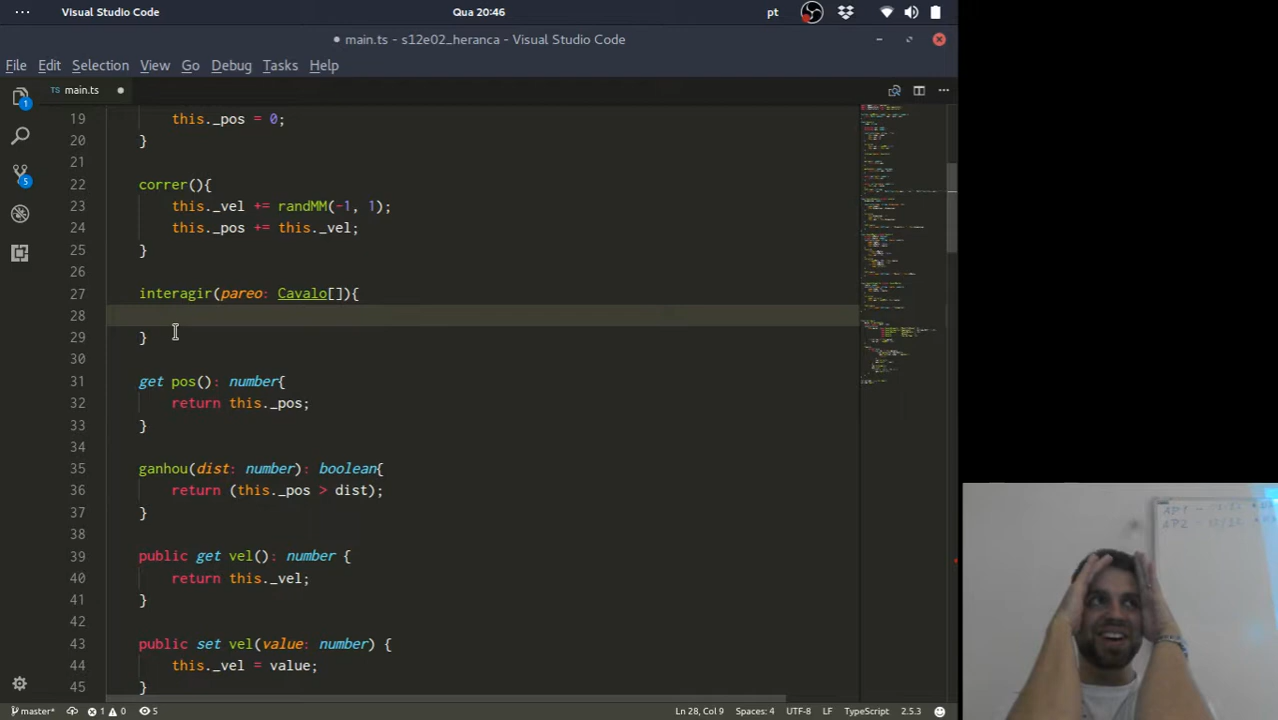 Visual Studio Code
Qua 20:46
pt
main.ts - s12e02_heranca - Visual Studio Code
File Edit Selection View Go Debug Tasks Help
TS main.ts
19 this._pos = 0;
20 }
21
22 correr(){
23 this._vel += randMM(-1, 1);
24 this._pos += this._vel;
25 }
26
27 interagir(pareo: Cavalo[]){
28
29 }
30
31 get pos(): number{
32 return this._pos;
33 }
34
35 ganhou(dist: number): boolean{
36 return (this._pos > dist);
37 }
38
39 public get vel(): number {
40 return this._vel;
41 }
42
43 public set vel(value: number) {
44 this._vel = value;
45 }
1
5
AP1 -
AP2 -
master* 1 0 5 Ln 28, Col 9 Spaces: 4 UTF-8 LF TypeScript 2.5.3